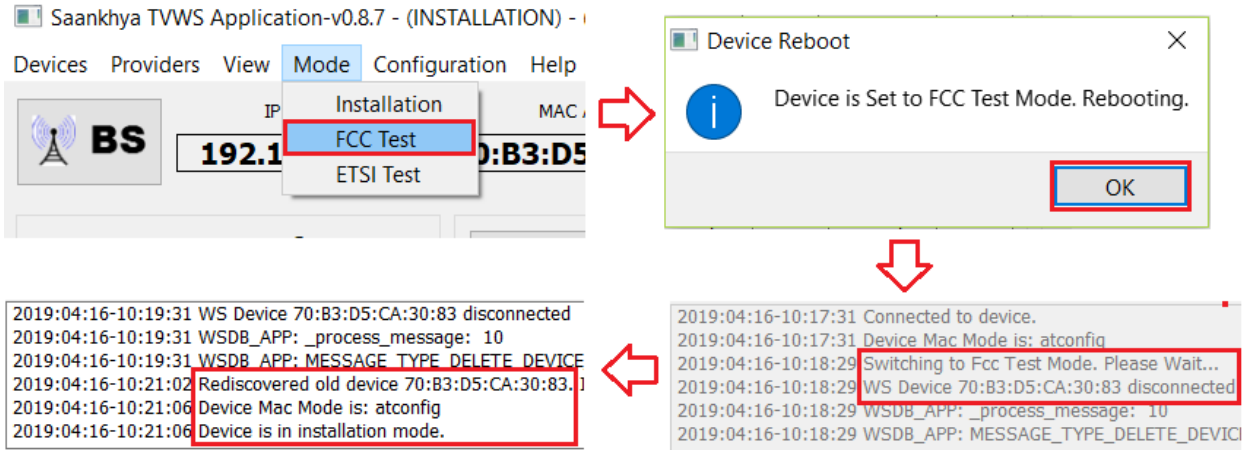 Saankhya TVWS Application-v0.8.7 - (INSTALLATION) -
Devices Providers View Mode Configuration Help
Installation
FCC Test
ETSI Test
IP
MAC
BS
192.1
0:B3:D5
Device Reboot
Device is Set to FCC Test Mode. Rebooting.
OK
2019:04:16-10:17:31 Connected to device.
2019:04:16-10:17:31 Device Mac Mode is: atconfig
2019:04:16-10:18:29 Switching to Fcc Test Mode. Please Wait...
2019:04:16-10:18:29 WS Device 70:B3:D5:CA:30:83 disconnected
2019:04:16-10:18:29 WSDB_APP: _process_message: 10
2019:04:16-10:18:29 WSDB_APP: MESSAGE_TYPE_DELETE_DEVIC
2019:04:16-10:19:31 WS Device 70:B3:D5:CA:30:83 disconnected
2019:04:16-10:19:31 WSDB_APP: _process_message: 10
2019:04:16-10:19:31 WSDB_APP: MESSAGE_TYPE_DELETE_DEVICE
2019:04:16-10:21:02 Rediscovered old device 70:B3:D5:CA:30:83.
2019:04:16-10:21:06 Device Mac Mode is: atconfig
2019:04:16-10:21:06 Device is in installation mode.